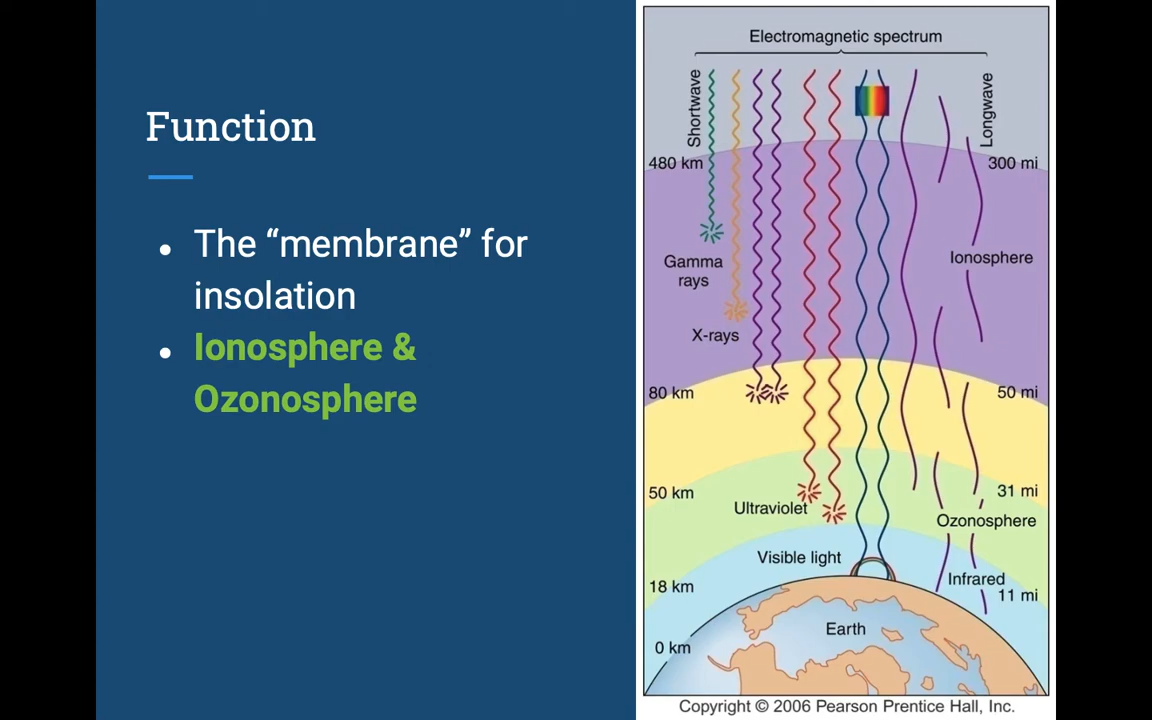 Function
● The “membrane” for
insolation
● Ionosphere &
Ozonosphere
Electromagnetic spectrum
Shortwave
Longwave
480 km
300 mi
Ionosphere
Gamma
rays
X-rays
80 km
50 mi
50 km
31 mi
Ultraviolet
Ozonosphere
Visible light
Infrared
18 km
11 mi
Earth
0 km
Copyright © 2006 Pearson Prentice Hall, Inc.